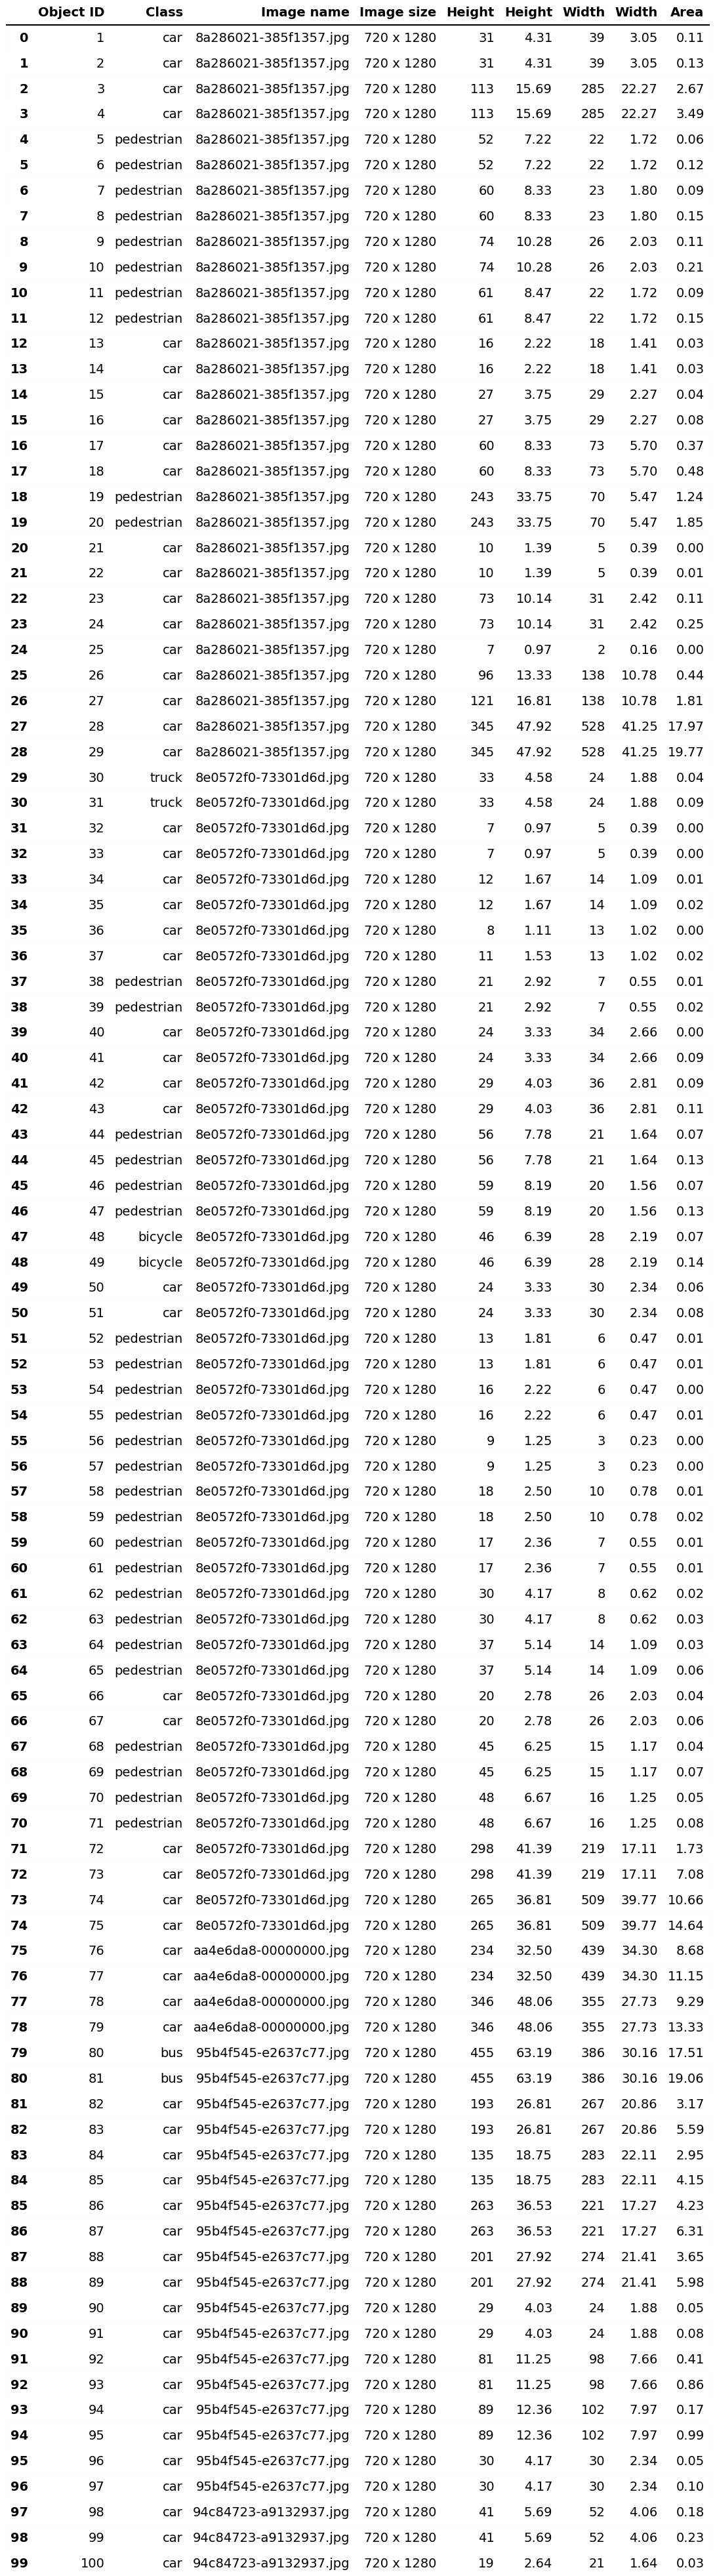 Object ID Class Image name Image size Height Height Width Width Area
0 1 car 8a286021-385f1357.jpg 720 x 1280 31 4.31 39 3.05 0.11
1 2 car 8a286021-385f1357.jpg 720 x 1280 31 4.31 39 3.05 0.13
2 3 car 8a286021-385f1357.jpg 720 x 1280 113 15.69 285 22.27 2.67
3 4 car 8a286021-385f1357.jpg 720 x 1280 113 15.69 285 22.27 3.49
4 5 pedestrian 8a286021-385f1357.jpg 720 x 1280 52 7.22 22 1.72 0.06
5 6 pedestrian 8a286021-385f1357.jpg 720 x 1280 52 7.22 22 1.72 0.12
6 7 pedestrian 8a286021-385f1357.jpg 720 x 1280 60 8.33 23 1.80 0.09
7 8 pedestrian 8a286021-385f1357.jpg 720 x 1280 60 8.33 23 1.80 0.15
8 9 pedestrian 8a286021-385f1357.jpg 720 x 1280 74 10.28 26 2.03 0.11
9 10 pedestrian 8a286021-385f1357.jpg 720 x 1280 74 10.28 26 2.03 0.21
10 11 pedestrian 8a286021-385f1357.jpg 720 x 1280 61 8.47 22 1.72 0.09
11 12 pedestrian 8a286021-385f1357.jpg 720 x 1280 61 8.47 22 1.72 0.15
12 13 car 8a286021-385f1357.jpg 720 x 1280 16 2.22 18 1.41 0.03
13 14 car 8a286021-385f1357.jpg 720 x 1280 16 2.22 18 1.41 0.03
14 15 car 8a286021-385f1357.jpg 720 x 1280 27 3.75 29 2.27 0.04
15 16 car 8a286021-385f1357.jpg 720 x 1280 27 3.75 29 2.27 0.08
16 17 car 8a286021-385f1357.jpg 720 x 1280 60 8.33 73 5.70 0.37
17 18 car 8a286021-385f1357.jpg 720 x 1280 60 8.33 73 5.70 0.48
18 19 pedestrian 8a286021-385f1357.jpg 720 x 1280 243 33.75 70 5.47 1.24
19 20 pedestrian 8a286021-385f1357.jpg 720 x 1280 243 33.75 70 5.47 1.85
20 21 car 8a286021-385f1357.jpg 720 x 1280 10 1.39 5 0.39 0.00
21 22 car 8a286021-385f1357.jpg 720 x 1280 10 1.39 5 0.39 0.01
22 23 car 8a286021-385f1357.jpg 720 x 1280 73 10.14 31 2.42 0.11
23 24 car 8a286021-385f1357.jpg 720 x 1280 73 10.14 31 2.42 0.25
24 25 car 8a286021-385f1357.jpg 720 x 1280 7 0.97 2 0.16 0.00
25 26 car 8a286021-385f1357.jpg 720 x 1280 96 13.33 138 10.78 0.44
26 27 car 8a286021-385f1357.jpg 720 x 1280 121 16.81 138 10.78 1.81
27 28 car 8a286021-385f1357.jpg 720 x 1280 345 47.92 528 41.25 17.97
28 29 car 8a286021-385f1357.jpg 720 x 1280 345 47.92 528 41.25 19.77
29 30 truck 8e0572f0-73301d6d.jpg 720 x 1280 33 4.58 24 1.88 0.04
30 31 truck 8e0572f0-73301d6d.jpg 720 x 1280 33 4.58 24 1.88 0.09
31 32 car 8e0572f0-73301d6d.jpg 720 x 1280 7 0.97 5 0.39 0.00
32 33 car 8e0572f0-73301d6d.jpg 720 x 1280 7 0.97 5 0.39 0.00
33 34 car 8e0572f0-73301d6d.jpg 720 x 1280 12 1.67 14 1.09 0.01
34 35 car 8e0572f0-73301d6d.jpg 720 x 1280 12 1.67 14 1.09 0.02
35 36 car 8e0572f0-73301d6d.jpg 720 x 1280 8 1.11 13 1.02 0.00
36 37 car 8e0572f0-73301d6d.jpg 720 x 1280 11 1.53 13 1.02 0.02
37 38 pedestrian 8e0572f0-73301d6d.jpg 720 x 1280 21 2.92 7 0.55 0.01
38 39 pedestrian 8e0572f0-73301d6d.jpg 720 x 1280 21 2.92 7 0.55 0.02
39 40 car 8e0572f0-73301d6d.jpg 720 x 1280 24 3.33 34 2.66 0.00
40 41 car 8e0572f0-73301d6d.jpg 720 x 1280 24 3.33 34 2.66 0.09
41 42 car 8e0572f0-73301d6d.jpg 720 x 1280 29 4.03 36 2.81 0.09
42 43 car 8e0572f0-73301d6d.jpg 720 x 1280 29 4.03 36 2.81 0.11
43 44 pedestrian 8e0572f0-73301d6d.jpg 720 x 1280 56 7.78 21 1.64 0.07
44 45 pedestrian 8e0572f0-73301d6d.jpg 720 x 1280 56 7.78 21 1.64 0.13
45 46 pedestrian 8e0572f0-73301d6d.jpg 720 x 1280 59 8.19 20 1.56 0.07
46 47 pedestrian 8e0572f0-73301d6d.jpg 720 x 1280 59 8.19 20 1.56 0.13
47 48 bicycle 8e0572f0-73301d6d.jpg 720 x 1280 46 6.39 28 2.19 0.07
48 49 bicycle 8e0572f0-73301d6d.jpg 720 x 1280 46 6.39 28 2.19 0.14
49 50 car 8e0572f0-73301d6d.jpg 720 x 1280 24 3.33 30 2.34 0.06
50 51 car 8e0572f0-73301d6d.jpg 720 x 1280 24 3.33 30 2.34 0.08
51 52 pedestrian 8e0572f0-73301d6d.jpg 720 x 1280 13 1.81 6 0.47 0.01
52 53 pedestrian 8e0572f0-73301d6d.jpg 720 x 1280 13 1.81 6 0.47 0.01
53 54 pedestrian 8e0572f0-73301d6d.jpg 720 x 1280 16 2.22 6 0.47 0.00
54 55 pedestrian 8e0572f0-73301d6d.jpg 720 x 1280 16 2.22 6 0.47 0.01
55 56 pedestrian 8e0572f0-73301d6d.jpg 720 x 1280 9 1.25 3 0.23 0.00
56 57 pedestrian 8e0572f0-73301d6d.jpg 720 x 1280 9 1.25 3 0.23 0.00
57 58 pedestrian 8e0572f0-73301d6d.jpg 720 x 1280 18 2.50 10 0.78 0.01
58 59 pedestrian 8e0572f0-73301d6d.jpg 720 x 1280 18 2.50 10 0.78 0.02
59 60 pedestrian 8e0572f0-73301d6d.jpg 720 x 1280 17 2.36 7 0.55 0.01
60 61 pedestrian 8e0572f0-73301d6d.jpg 720 x 1280 17 2.36 7 0.55 0.01
61 62 pedestrian 8e0572f0-73301d6d.jpg 720 x 1280 30 4.17 8 0.62 0.02
62 63 pedestrian 8e0572f0-73301d6d.jpg 720 x 1280 30 4.17 8 0.62 0.03
63 64 pedestrian 8e0572f0-73301d6d.jpg 720 x 1280 37 5.14 14 1.09 0.03
64 65 pedestrian 8e0572f0-73301d6d.jpg 720 x 1280 37 5.14 14 1.09 0.06
65 66 car 8e0572f0-73301d6d.jpg 720 x 1280 20 2.78 26 2.03 0.04
66 67 car 8e0572f0-73301d6d.jpg 720 x 1280 20 2.78 26 2.03 0.06
67 68 pedestrian 8e0572f0-73301d6d.jpg 720 x 1280 45 6.25 15 1.17 0.04
68 69 pedestrian 8e0572f0-73301d6d.jpg 720 x 1280 45 6.25 15 1.17 0.07
69 70 pedestrian 8e0572f0-73301d6d.jpg 720 x 1280 48 6.67 16 1.25 0.05
70 71 pedestrian 8e0572f0-73301d6d.jpg 720 x 1280 48 6.67 16 1.25 0.08
71 72 car 8e0572f0-73301d6d.jpg 720 x 1280 298 41.39 219 17.11 1.73
72 73 car 8e0572f0-73301d6d.jpg 720 x 1280 298 41.39 219 17.11 7.08
73 74 car 8e0572f0-73301d6d.jpg 720 x 1280 265 36.81 509 39.77 10.66
74 75 car 8e0572f0-73301d6d.jpg 720 x 1280 265 36.81 509 39.77 14.64
75 76 car aa4e6da8-00000000.jpg 720 x 1280 234 32.50 439 34.30 8.68
76 77 car aa4e6da8-00000000.jpg 720 x 1280 234 32.50 439 34.30 11.15
77 78 car aa4e6da8-00000000.jpg 720 x 1280 346 48.06 355 27.73 9.29
78 79 car aa4e6da8-00000000.jpg 720 x 1280 346 48.06 355 27.73 13.33
79 80 bus 95b4f545-e2637c77.jpg 720 x 1280 455 63.19 386 30.16 17.51
80 81 bus 95b4f545-e2637c77.jpg 720 x 1280 455 63.19 386 30.16 19.06
81 82 car 95b4f545-e2637c77.jpg 720 x 1280 193 26.81 267 20.86 3.17
82 83 car 95b4f545-e2637c77.jpg 720 x 1280 193 26.81 267 20.86 5.59
83 84 car 95b4f545-e2637c77.jpg 720 x 1280 135 18.75 283 22.11 2.95
84 85 car 95b4f545-e2637c77.jpg 720 x 1280 135 18.75 283 22.11 4.15
85 86 car 95b4f545-e2637c77.jpg 720 x 1280 263 36.53 221 17.27 4.23
86 87 car 95b4f545-e2637c77.jpg 720 x 1280 263 36.53 221 17.27 6.31
87 88 car 95b4f545-e2637c77.jpg 720 x 1280 201 27.92 274 21.41 3.65
88 89 car 95b4f545-e2637c77.jpg 720 x 1280 201 27.92 274 21.41 5.98
89 90 car 95b4f545-e2637c77.jpg 720 x 1280 29 4.03 24 1.88 0.05
90 91 car 95b4f545-e2637c77.jpg 720 x 1280 29 4.03 24 1.88 0.08
91 92 car 95b4f545-e2637c77.jpg 720 x 1280 81 11.25 98 7.66 0.41
92 93 car 95b4f545-e2637c77.jpg 720 x 1280 81 11.25 98 7.66 0.86
93 94 car 95b4f545-e2637c77.jpg 720 x 1280 89 12.36 102 7.97 0.17
94 95 car 95b4f545-e2637c77.jpg 720 x 1280 89 12.36 102 7.97 0.99
95 96 car 95b4f545-e2637c77.jpg 720 x 1280 30 4.17 30 2.34 0.05
96 97 car 95b4f545-e2637c77.jpg 720 x 1280 30 4.17 30 2.34 0.10
97 98 car 94c84723-a9132937.jpg 720 x 1280 41 5.69 52 4.06 0.18
98 99 car 94c84723-a9132937.jpg 720 x 1280 41 5.69 52 4.06 0.23
99 100 car 94c84723-a9132937.jpg 720 x 1280 19 2.64 21 1.64 0.03